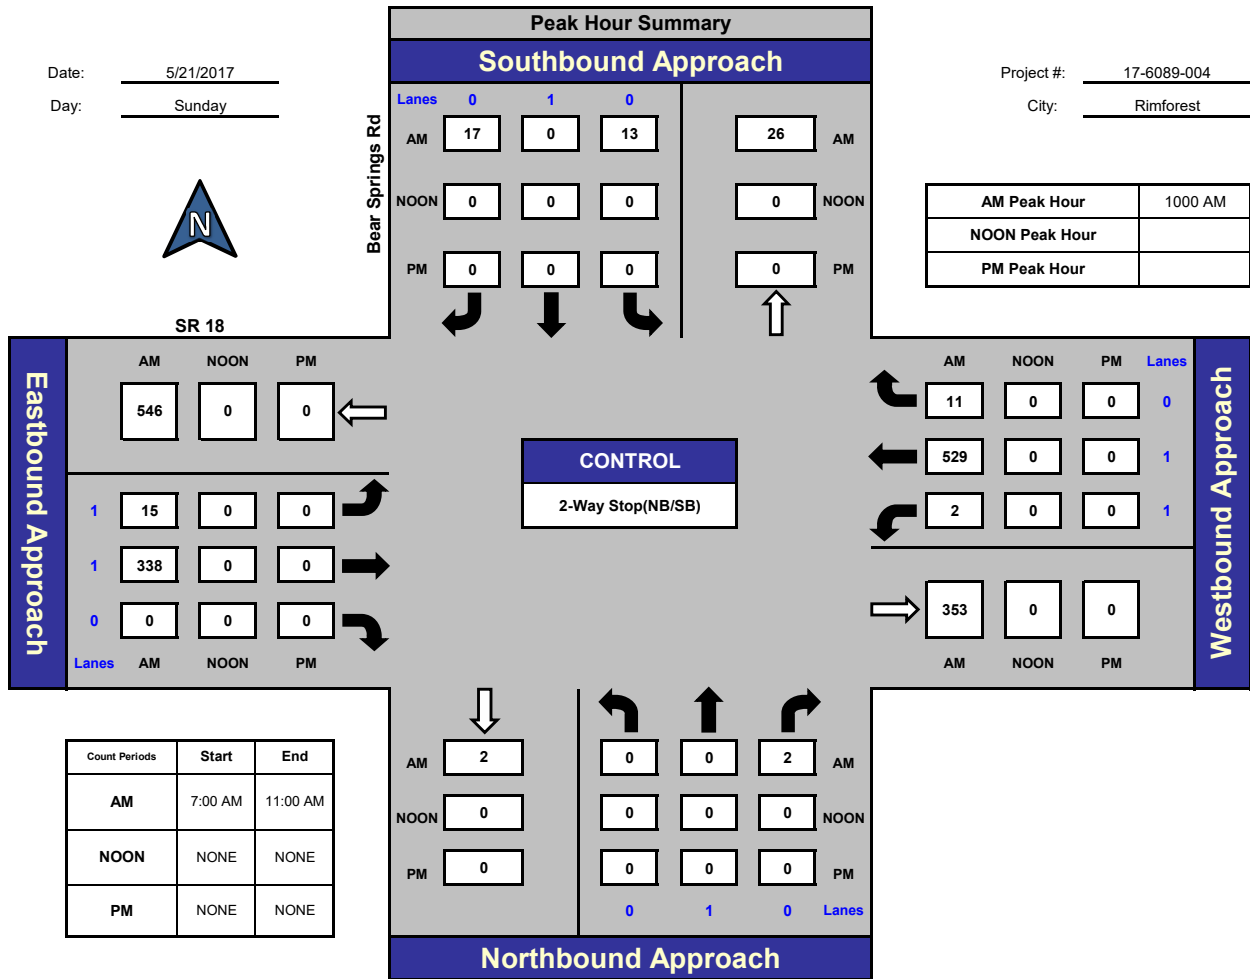 Peak Hour Summary
Southbound Approach
Date: 5/21/2017
Day: Sunday
Project #: 17-6089-004
City: Rimforest
N
Bear Springs Rd
Lanes 0 1 0
AM 17 0 13 26 AM
NOON 0 0 0 0 NOON
PM 0 0 0 0 PM
AM Peak Hour 1000 AM
NOON Peak Hour
PM Peak Hour
SR 18
Eastbound Approach
AM NOON PM
546 0 0
1 15 0 0
1 338 0 0
0 0 0 0
Lanes AM NOON PM
CONTROL
2-Way Stop(NB/SB)
AM NOON PM Lanes
11 0 0 0
529 0 0 1
2 0 0 1
353 0 0
AM NOON PM
Westbound Approach
Count Periods Start End
AM 7:00 AM 11:00 AM
NOON NONE NONE
PM NONE NONE
AM 2 0 0 2 AM
NOON 0 0 0 0 NOON
PM 0 0 0 0 PM
0 1 0 Lanes
Northbound Approach